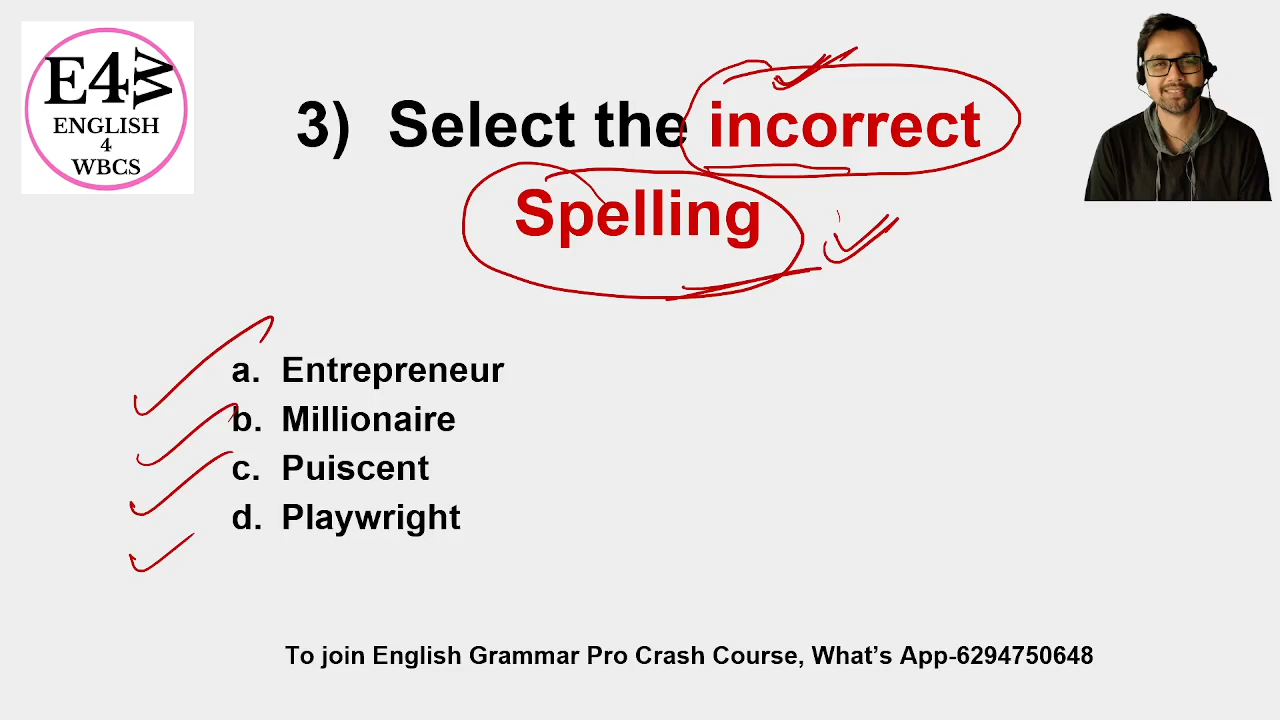 E4W
ENGLISH
4
WBCS
3) Select the incorrect
Spelling
a. Entrepreneur
b. Millionaire
c. Puiscent
d. Playwright
To join English Grammar Pro Crash Course, What’s App-6294750648